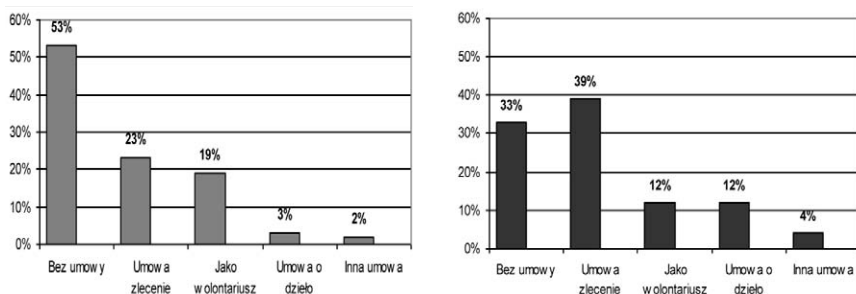 60%
53%
50%
40%
30%
23%
20%
19%
10%
3%
2%
0%
Bez umowy
Umowa
zlecenie
Jako
wolontariusz
Umowa o
dzieło
Inna umowa
60%
50%
40%
39%
33%
30%
20%
12%
12%
10%
4%
0%
Bez umowy
Umowa
zlecenie
Jako
wolontariusz
Umowa o
dzieło
Inna umowa